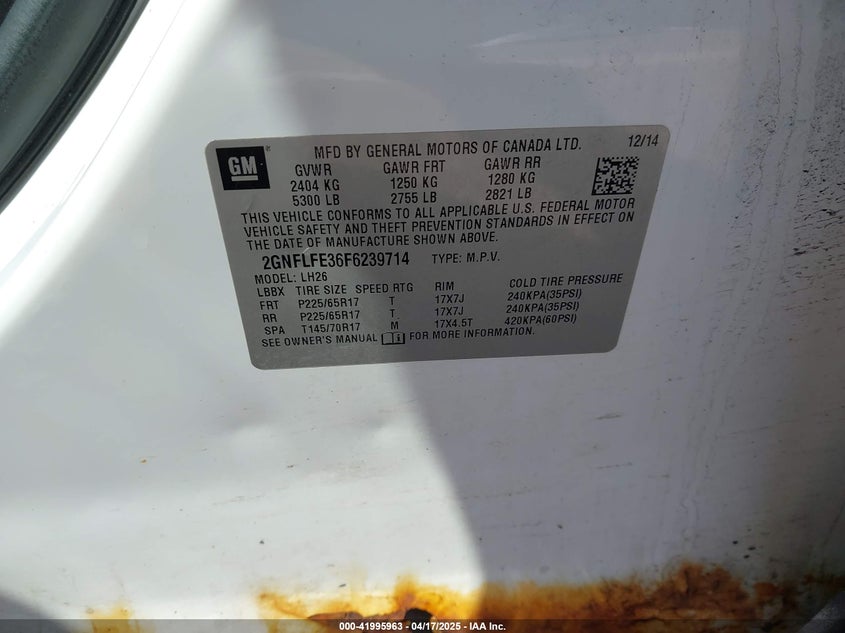 GM ® MFD BY GENERAL MOTORS OF CANADA LTD. 12/14
GVWR GAWR FRT GAWR RR
2404 KG 1250 KG 1280 KG
5300 LB 2755 LB 2821 LB
THIS VEHICLE CONFORMS TO ALL APPLICABLE U.S. FEDERAL MOTOR
VEHICLE SAFETY AND THEFT PREVENTION STANDARDS IN EFFECT ON
THE DATE OF MANUFACTURE SHOWN ABOVE.
2GNFLFE36F6239714 TYPE: M.P.V.
MODEL: LH26
LBBX TIRE SIZE SPEED RTG RIM COLD TIRE PRESSURE
FRT P225/65R17 T 17X7J 240KPA(35PSI)
RR P225/65R17 T 17X7J 240KPA(35PSI)
SPA T145/70R17 M 17X4.5T 420KPA(60PSI)
SEE OWNER'S MANUAL i FOR MORE INFORMATION.
000-41995963 - 04/17/2025 - IAA Inc.